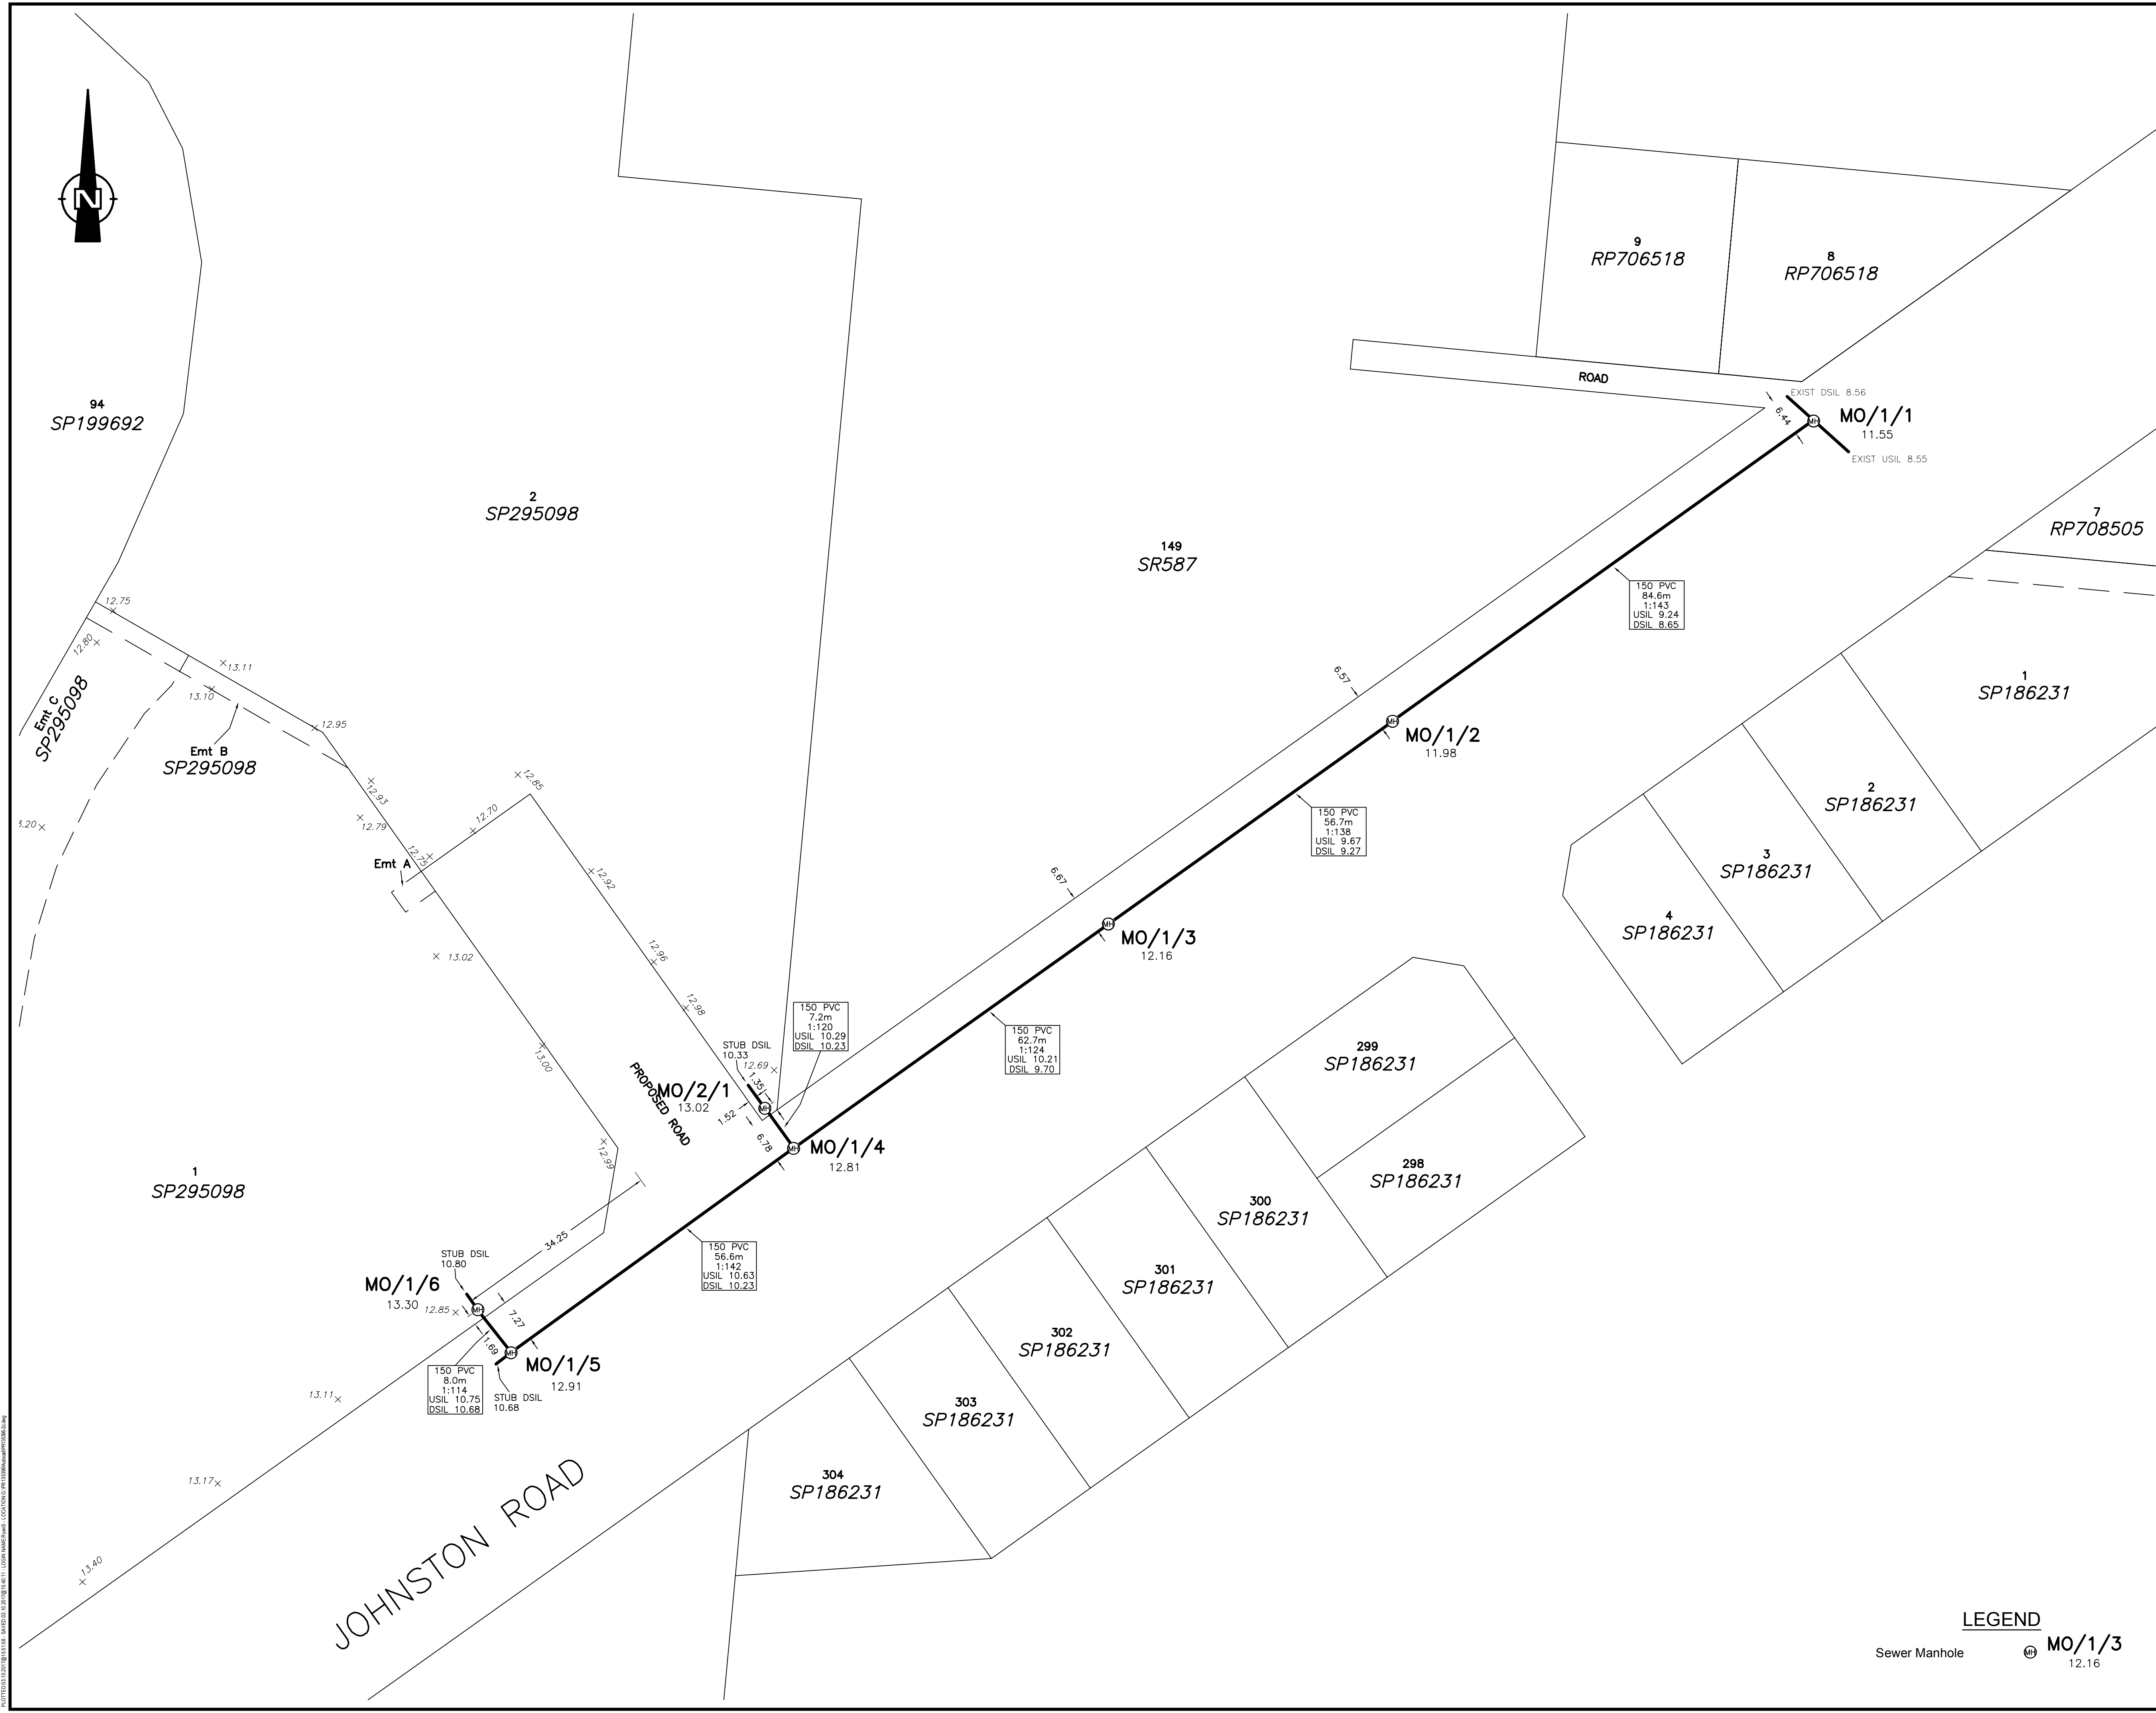 N
9
RP706518
8
RP706518
ROAD
EXIST DSIL 8.56
6.44
MH
MO/1/1
11.55
EXIST USIL 8.55
94
SP199692
2
SP295098
149
SR587
7
RP708505
150 PVC
84.6m
1:143
USIL 9.24
DSIL 8.65
12.75
12.80
13.11
13.10
Emt C
SP295098
12.95
Emt B
SP295098
6.57
MH
MO/1/2
11.98
1
SP186231
2
SP186231
3
SP186231
4
SP186231
12.93
12.79
12.85
12.70
12.75
Emt A
3.20
12.92
150 PVC
56.7m
1:138
USIL 9.67
DSIL 9.27
6.67
MH
MO/1/3
12.16
13.02
12.96
12.98
150 PVC
7.2m
1:120
USIL 10.29
DSIL 10.23
150 PVC
62.7m
1:124
USIL 10.21
DSIL 9.70
299
SP186231
13.00
STUB DSIL
10.33
12.69
1.35
PROPOSED ROAD
MO/2/1
13.02
MH
1.52
6.78
MH
MO/1/4
12.81
12.99
298
SP186231
300
SP186231
1
SP295098
34.25
150 PVC
56.6m
1:142
USIL 10.63
DSIL 10.23
301
SP186231
STUB DSIL
10.80
MO/1/6
13.30
12.85
MH
7.27
1.69
MH
MO/1/5
12.91
302
SP186231
150 PVC
8.0m
1:114
USIL 10.75
DSIL 10.68
STUB DSIL
10.68
13.11
303
SP186231
13.17
304
SP186231
13.40
JOHNSTON ROAD
LEGEND
Sewer Manhole
MH
MO/1/3
12.16